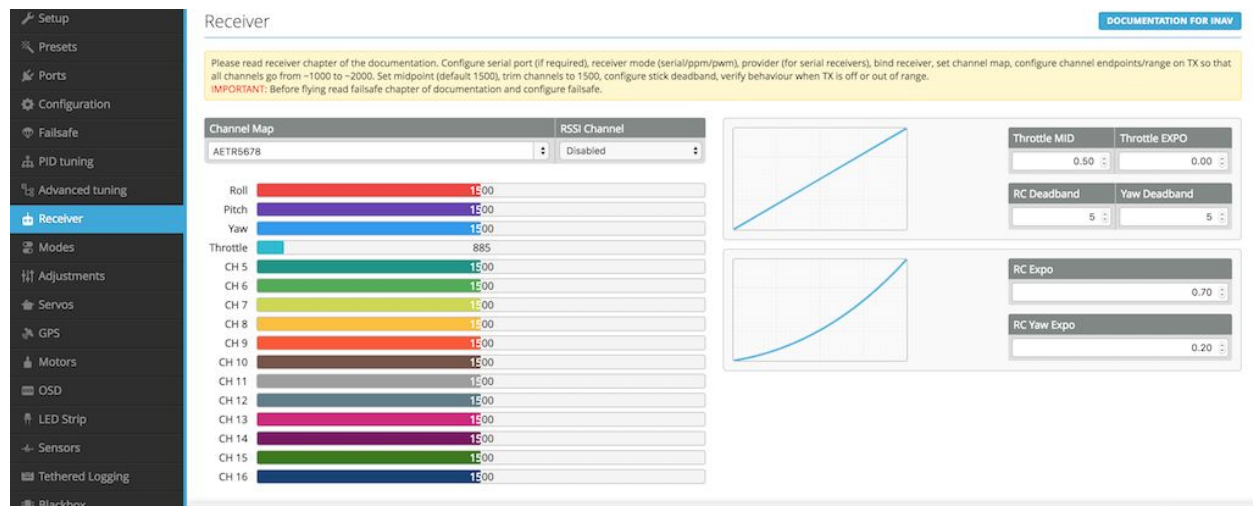 Setup
Presets
Ports
Configuration
Failsafe
PID tuning
Advanced tuning
Receiver
Modes
Adjustments
Servos
GPS
Motors
OSD
LED Strip
Sensors
Tethered Logging
Blackbox
Receiver
DOCUMENTATION FOR INAV
Please read receiver chapter of the documentation. Configure serial port (if required), receiver mode (serial/ppm/pwm), provider (for serial receivers), bind receiver, set channel map, configure channel endpoints/range on TX so that
all channels go from ~1000 to ~2000. Set midpoint (default 1500), trim channels to 1500, configure stick deadband, verify behaviour when TX is off or out of range.
IMPORTANT: Before flying read failsafe chapter of documentation and configure failsafe.
Channel Map RSSI Channel
AETR5678 Disabled
Roll 1500
Pitch 1500
Yaw 1500
Throttle 885
CH 5 1500
CH 6 1500
CH 7 1500
CH 8 1500
CH 9 1500
CH 10 1500
CH 11 1500
CH 12 1500
CH 13 1500
CH 14 1500
CH 15 1500
CH 16 1500
Throttle MID Throttle EXPO
0.50 0.00
RC Deadband Yaw Deadband
5 5
RC Expo
0.70
RC Yaw Expo
0.20